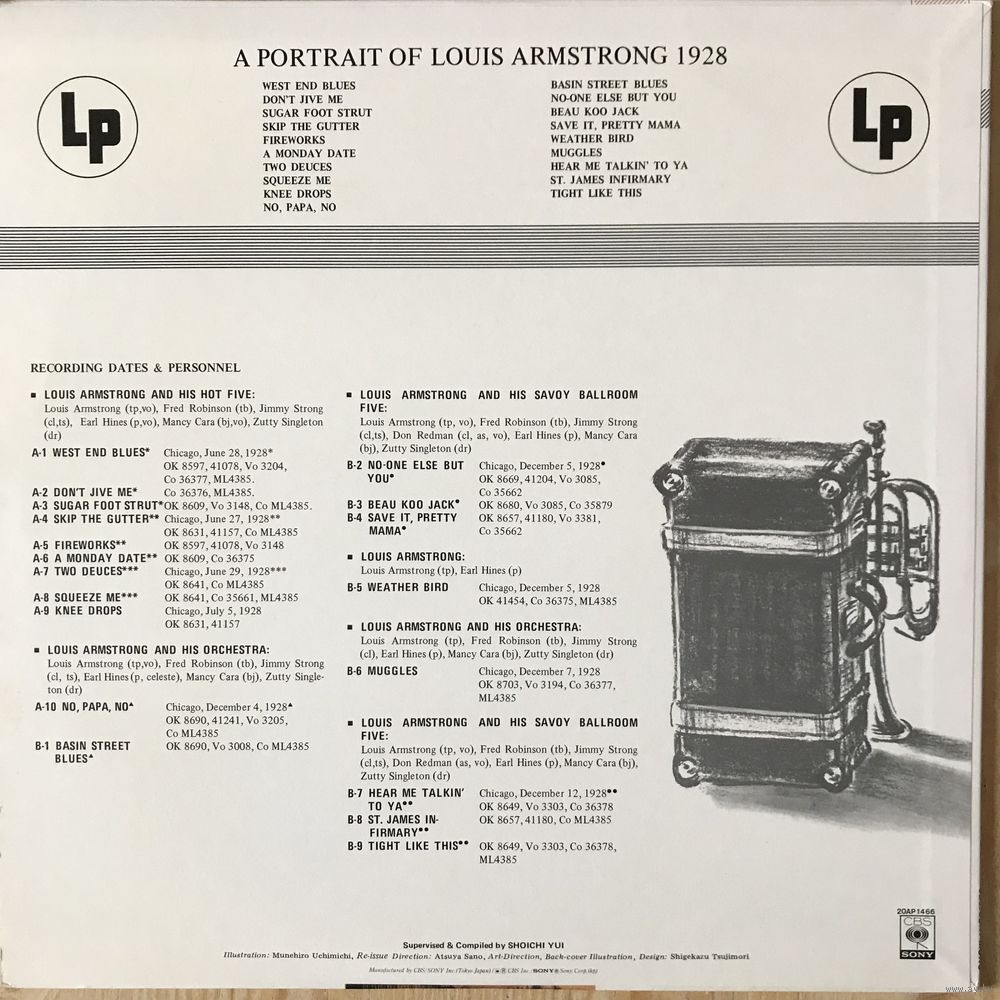 A PORTRAIT OF LOUIS ARMSTRONG 1928
LP
WEST END BLUES
DON'T JIVE ME
SUGAR FOOT STRUT
SKIP THE GUTTER
FIREWORKS
A MONDAY DATE
TWO DEUCES
SQUEEZE ME
KNEE DROPS
NO, PAPA, NO
BASIN STREET BLUES
NO-ONE ELSE BUT YOU
BEAU KOO JACK
SAVE IT, PRETTY MAMA
WEATHER BIRD
MUGGLES
HEAR ME TALKIN' TO YA
ST. JAMES INFIRMARY
TIGHT LIKE THIS
LP
RECORDING DATES & PERSONNEL
■ LOUIS ARMSTRONG AND HIS HOT FIVE:
Louis Armstrong (tp,vo), Fred Robinson (tb), Jimmy Strong
(cl,ts), Earl Hines (p,vo), Mancy Cara (bj,vo), Zutty Singleton
(dr)
A-1 WEST END BLUES* Chicago, June 28, 1928*
OK 8597, 41078, Vo 3204,
Co 36377, ML4385.
A-2 DON'T JIVE ME* Co 36376, ML4385.
A-3 SUGAR FOOT STRUT* OK 8609, Vo 3148, Co ML4385.
A-4 SKIP THE GUTTER** Chicago, June 27, 1928**
OK 8631, 41157, Co ML4385
A-5 FIREWORKS** OK 8597, 41078, Vo 3148
A-6 A MONDAY DATE** OK 8609, Co 36375
A-7 TWO DEUCES*** Chicago, June 29, 1928***
OK 8641, Co ML4385
A-8 SQUEEZE ME*** OK 8641, Co 35661, ML4385
A-9 KNEE DROPS Chicago, July 5, 1928
OK 8631, 41157
■ LOUIS ARMSTRONG AND HIS ORCHESTRA:
Louis Armstrong (tp,vo), Fred Robinson (tb), Jimmy Strong
(cl, ts), Earl Hines (p, celeste), Mancy Cara (bj), Zutty Single-
ton (dr)
A-10 NO, PAPA, NO▲ Chicago, December 4, 1928▲
OK 8690, 41241, Vo 3205,
Co ML4385
B-1 BASIN STREET OK 8690, Vo 3008, Co ML4385
BLUES▲
■ LOUIS ARMSTRONG AND HIS SAVOY BALLROOM
FIVE:
Louis Armstrong (tp, vo), Fred Robinson (tb), Jimmy Strong
(cl,ts), Don Redman (cl, as, vo), Earl Hines (p), Mancy Cara
(bj), Zutty Singleton (dr)
B-2 NO-ONE ELSE BUT Chicago, December 5, 1928●
YOU● OK 8669, 41204, Vo 3085,
Co 35662
B-3 BEAU KOO JACK● OK 8680, Vo 3085, Co 35879
B-4 SAVE IT, PRETTY OK 8657, 41180, Vo 3381,
MAMA● Co 35662
■ LOUIS ARMSTRONG:
Louis Armstrong (tp), Earl Hines (p)
B-5 WEATHER BIRD Chicago, December 5, 1928
OK 41454, Co 36375, ML4385
■ LOUIS ARMSTRONG AND HIS ORCHESTRA:
Louis Armstrong (tp), Fred Robinson (tb), Jimmy Strong
(cl), Earl Hines (p), Mancy Cara (bj), Zutty Singleton (dr)
B-6 MUGGLES Chicago, December 7, 1928
OK 8703, Vo 3194, Co 36377,
ML4385
■ LOUIS ARMSTRONG AND HIS SAVOY BALLROOM
FIVE:
Louis Armstrong (tp, vo), Fred Robinson (tb), Jimmy Strong
(cl,ts), Don Redman (as, vo), Earl Hines (p), Mancy Cara (bj),
Zutty Singleton (dr)
B-7 HEAR ME TALKIN' Chicago, December 12, 1928●●
TO YA●● OK 8649, Vo 3303, Co 36378
B-8 ST. JAMES IN- OK 8657, 41180, Co ML4385
FIRMARY●●
B-9 TIGHT LIKE THIS●● OK 8649, Vo 3303, Co 36378,
ML4385
20AP1466
CBS
SONY
Supervised & Compiled by SHOICHI YUI
Illustration: Munehiro Uchimichi, Re-issue Direction: Atsuya Sano, Art-Direction, Back-cover Illustration, Design: Shigekazu Tsujimori
Manufactured by CBS/SONY Inc. (Tokyo Japan)